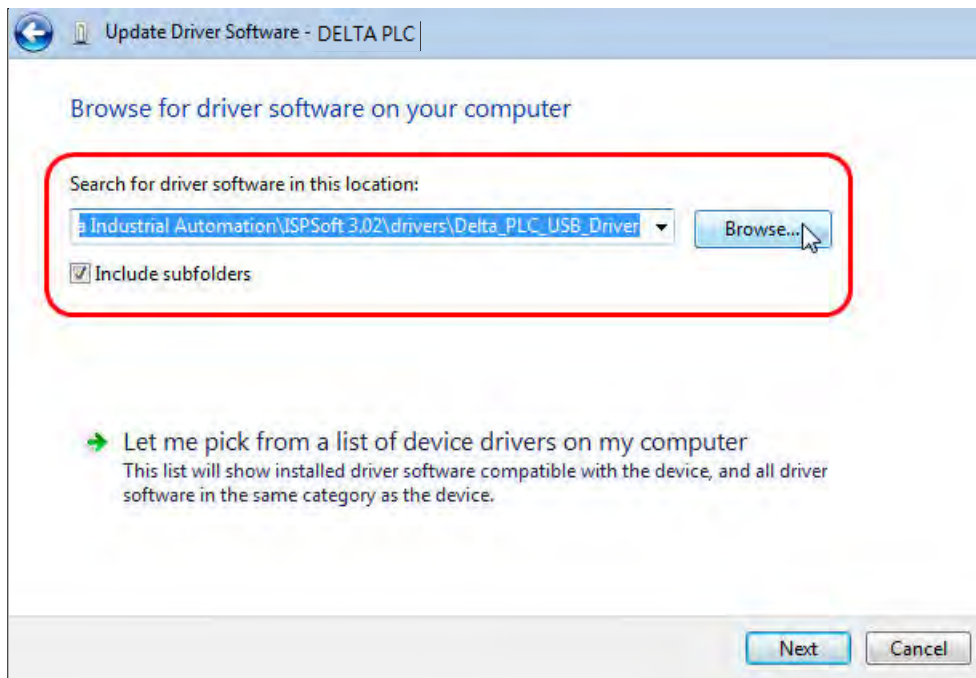 Update Driver Software - DELTA PLC
Browse for driver software on your computer
Search for driver software in this location:
a Industrial Automation\ISPSoft 3.02\drivers\Delta_PLC_USB_Driver
Browse...
Include subfolders
Let me pick from a list of device drivers on my computer
This list will show installed driver software compatible with the device, and all driver
software in the same category as the device.
Next
Cancel